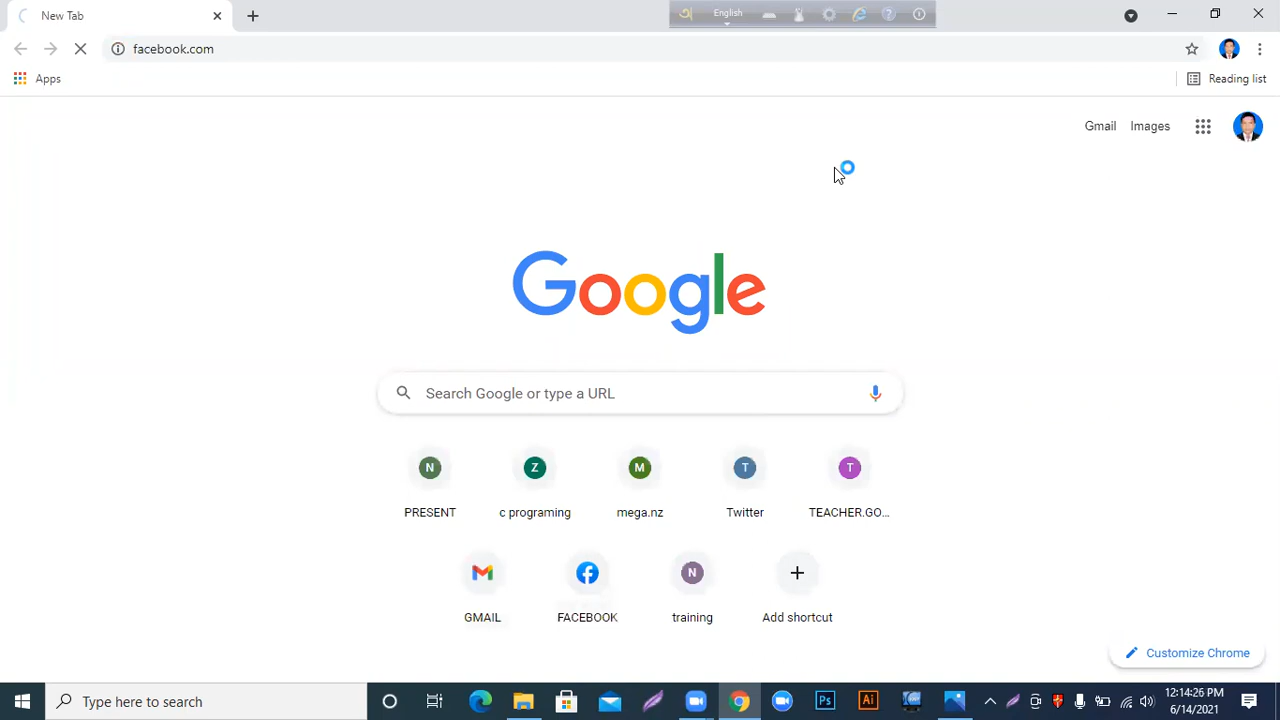 New Tab
অ English
facebook.com
Apps
Reading list
Gmail Images
Google
Search Google or type a URL
N Z M T T
PRESENT c programing mega.nz Twitter TEACHER.GO...
N
GMAIL FACEBOOK training Add shortcut
Customize Chrome
Type here to search
Ps Ai
12:14:26 PM
6/14/2021